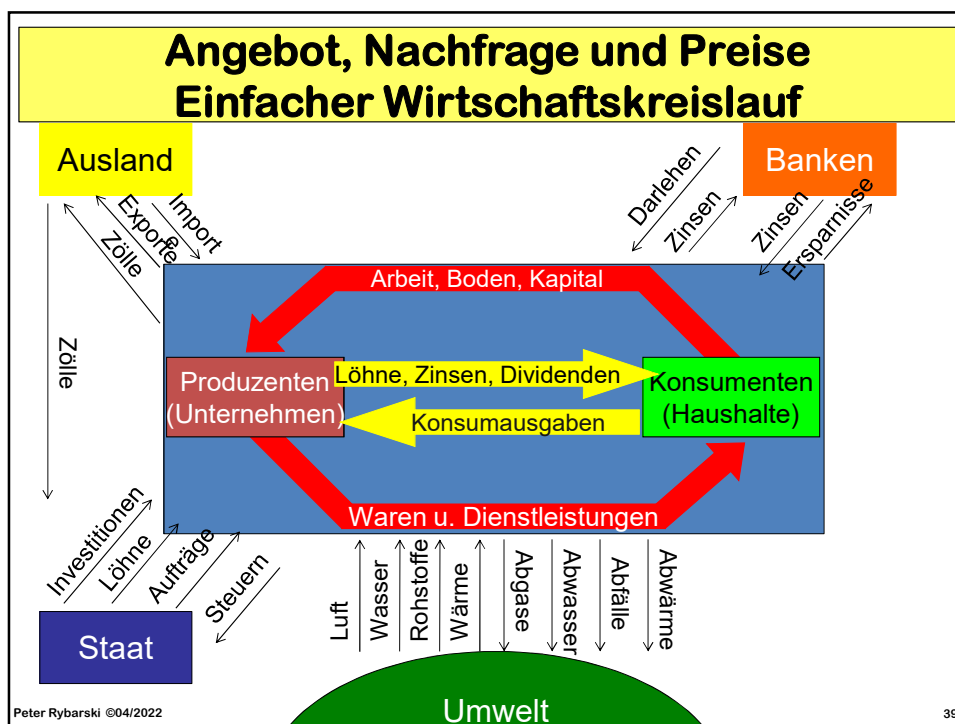 Angebot, Nachfrage und Preise
Einfacher Wirtschaftskreislauf
Ausland
Banken
Importe
Exporte
Zölle
Darlehen
Zinsen
Zinsen
Ersparnisse
Arbeit, Boden, Kapital
Zölle
Produzenten
(Unternehmen)
Löhne, Zinsen, Dividenden
Konsumausgaben
Konsumenten
(Haushalte)
Waren u. Dienstleistungen
Investitionen
Löhne
Aufträge
Steuern
Luft
Wasser
Rohstoffe
Wärme
Abgase
Abwasser
Abfälle
Abwärme
Staat
Umwelt
Peter Rybarski ©04/2022
39